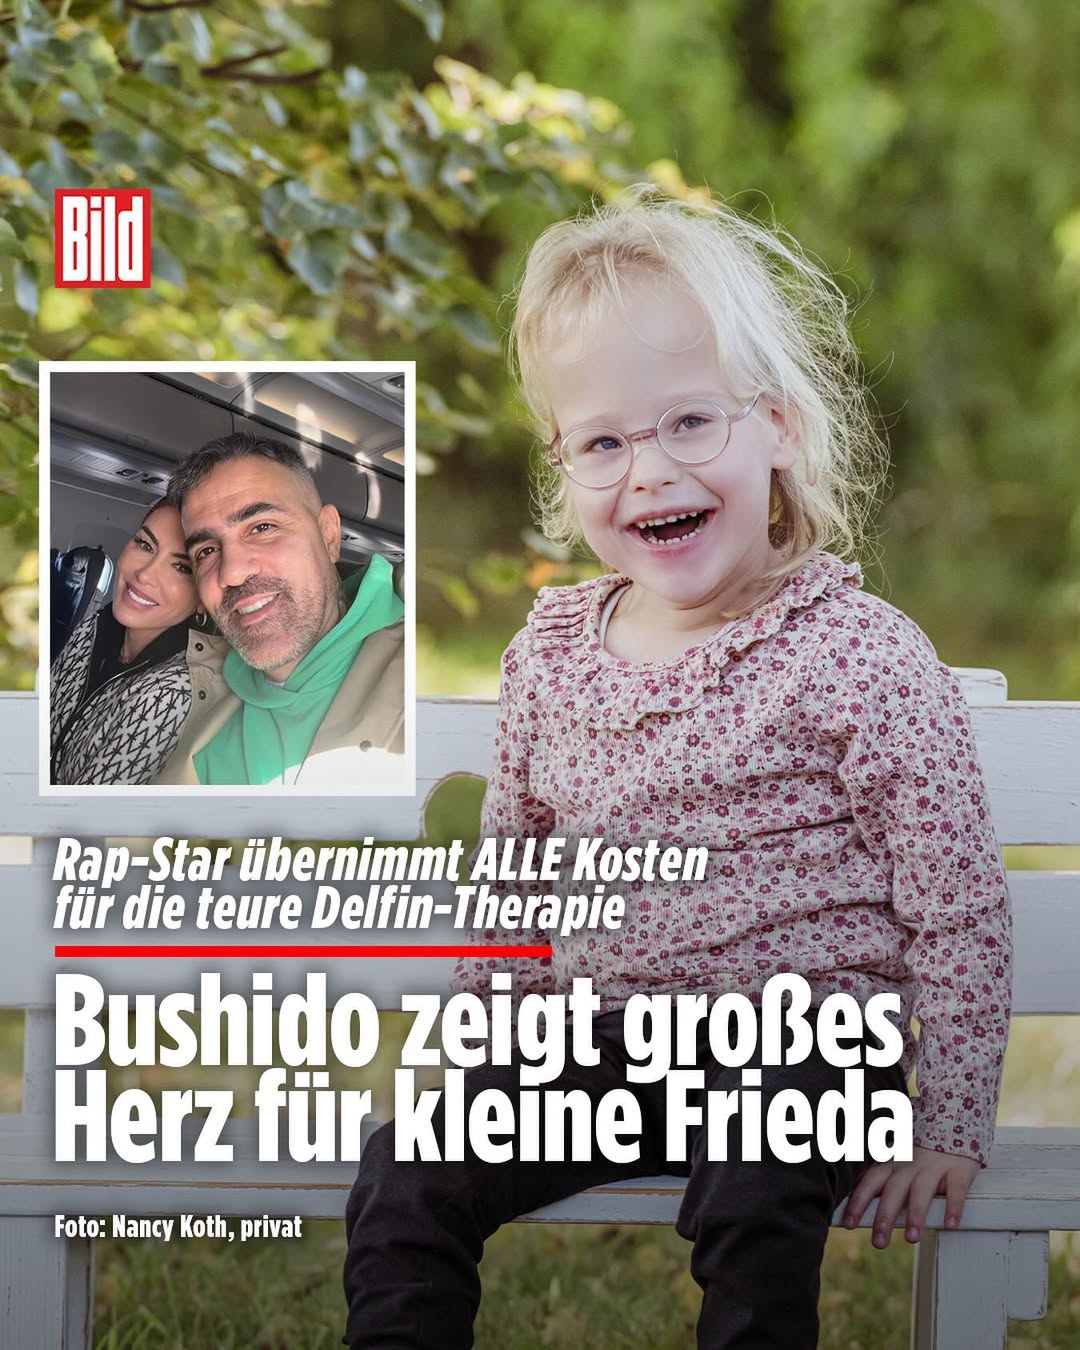 Bild
Rap-Star übernimmt ALLE Kosten
für die teure Delfin-Therapie
Bushido zeigt großes
Herz für kleine Frieda
Foto: Nancy Koth, privat